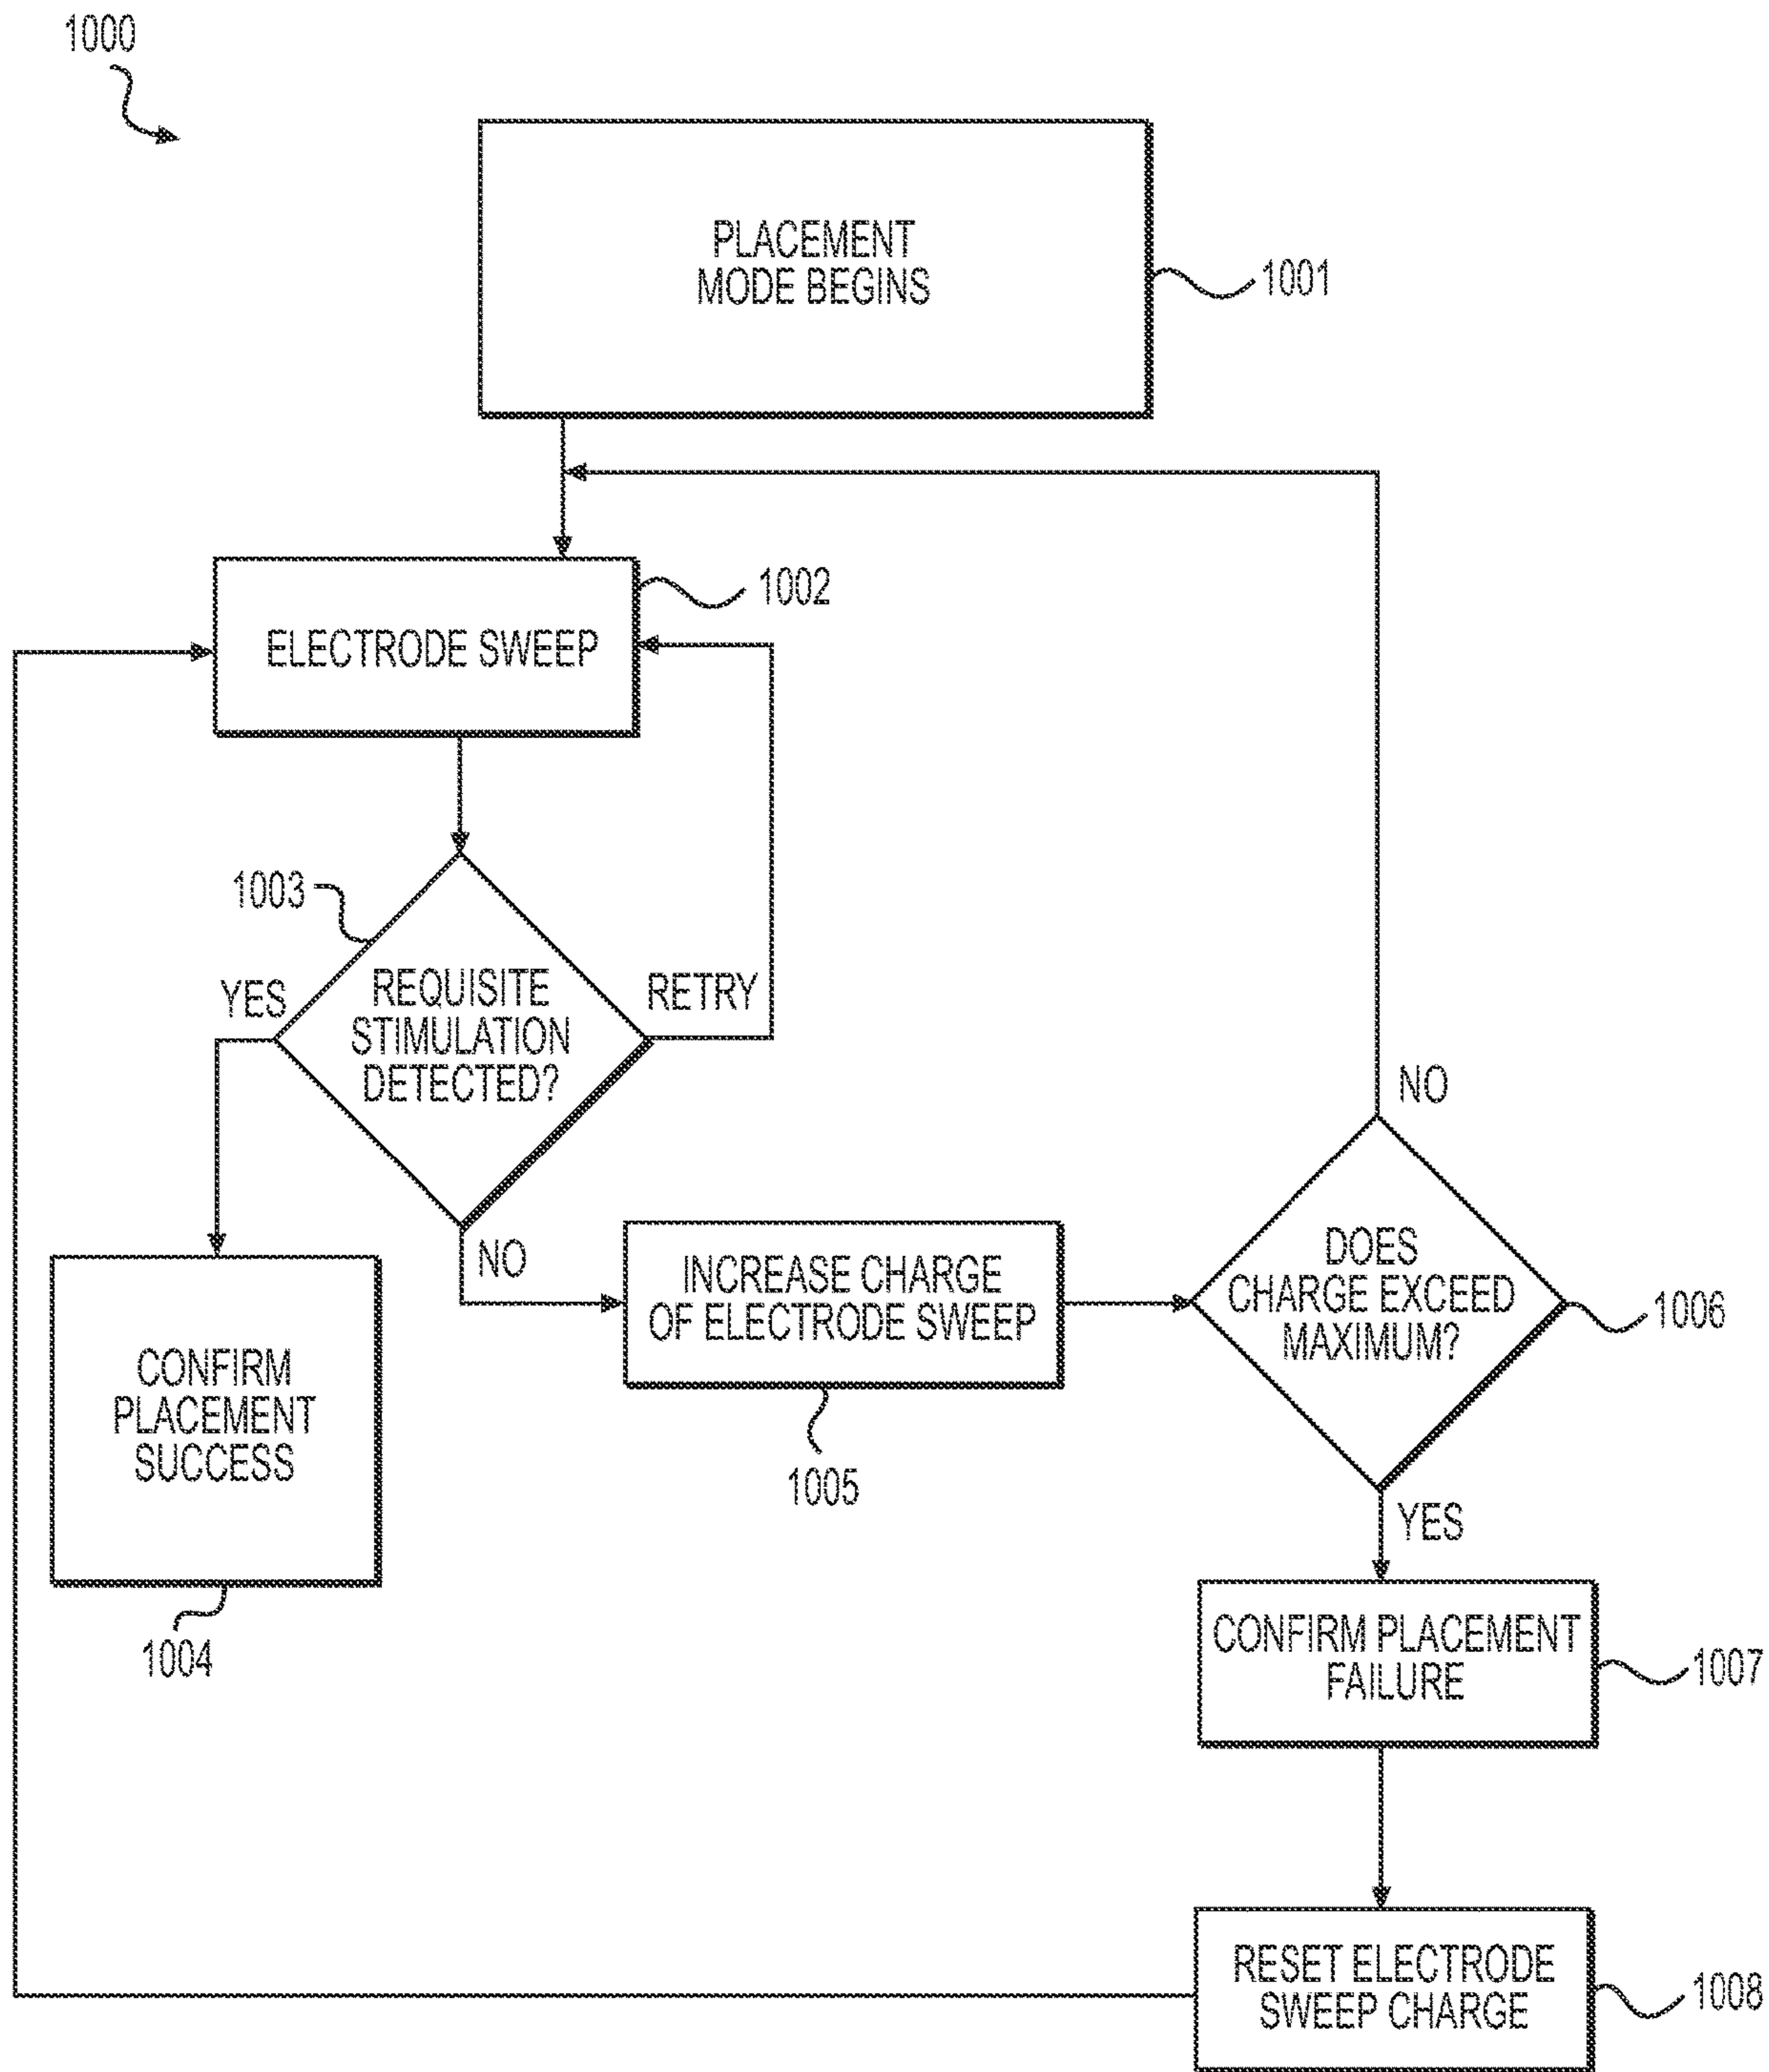 1000
PLACEMENT
MODE BEGINS
1001
1002
ELECTRODE SWEEP
1003
YES
REQUISITE
STIMULATION
DETECTED?
RETRY
NO
NO
INCREASE CHARGE
OF ELECTRODE SWEEP
1005
DOES
CHARGE EXCEED
MAXIMUM?
1006
CONFIRM
PLACEMENT
SUCCESS
1004
YES
CONFIRM PLACEMENT
FAILURE
1007
RESET ELECTRODE
SWEEP CHARGE
1008